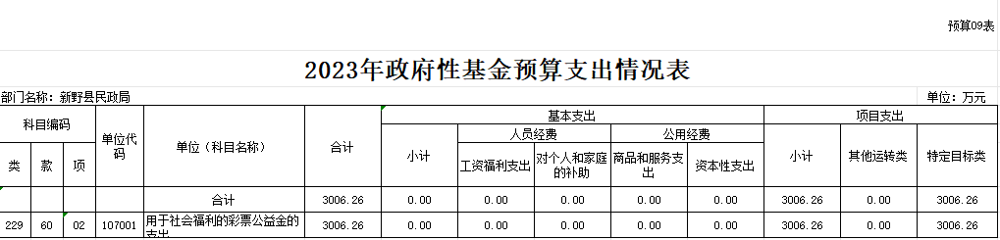 预算09表
2023年政府性基金预算支出情况表
部门名称：新野县民政局 单位：万元
科目编码 单位代码 单位（科目名称） 合计 基本支出 项目支出
小计 人员经费 公用经费 小计 其他运转类 特定目标类
类 款 项 工资福利支出 对个人和家庭的补助 商品和服务支出 资本性支出
合计 3006.26 0.00 0.00 0.00 0.00 0.00 3006.26 0.00 3006.26
229 60 02 107001 用于社会福利的彩票公益金的支出 3006.26 0.00 0.00 0.00 0.00 0.00 3006.26 0.00 3006.26